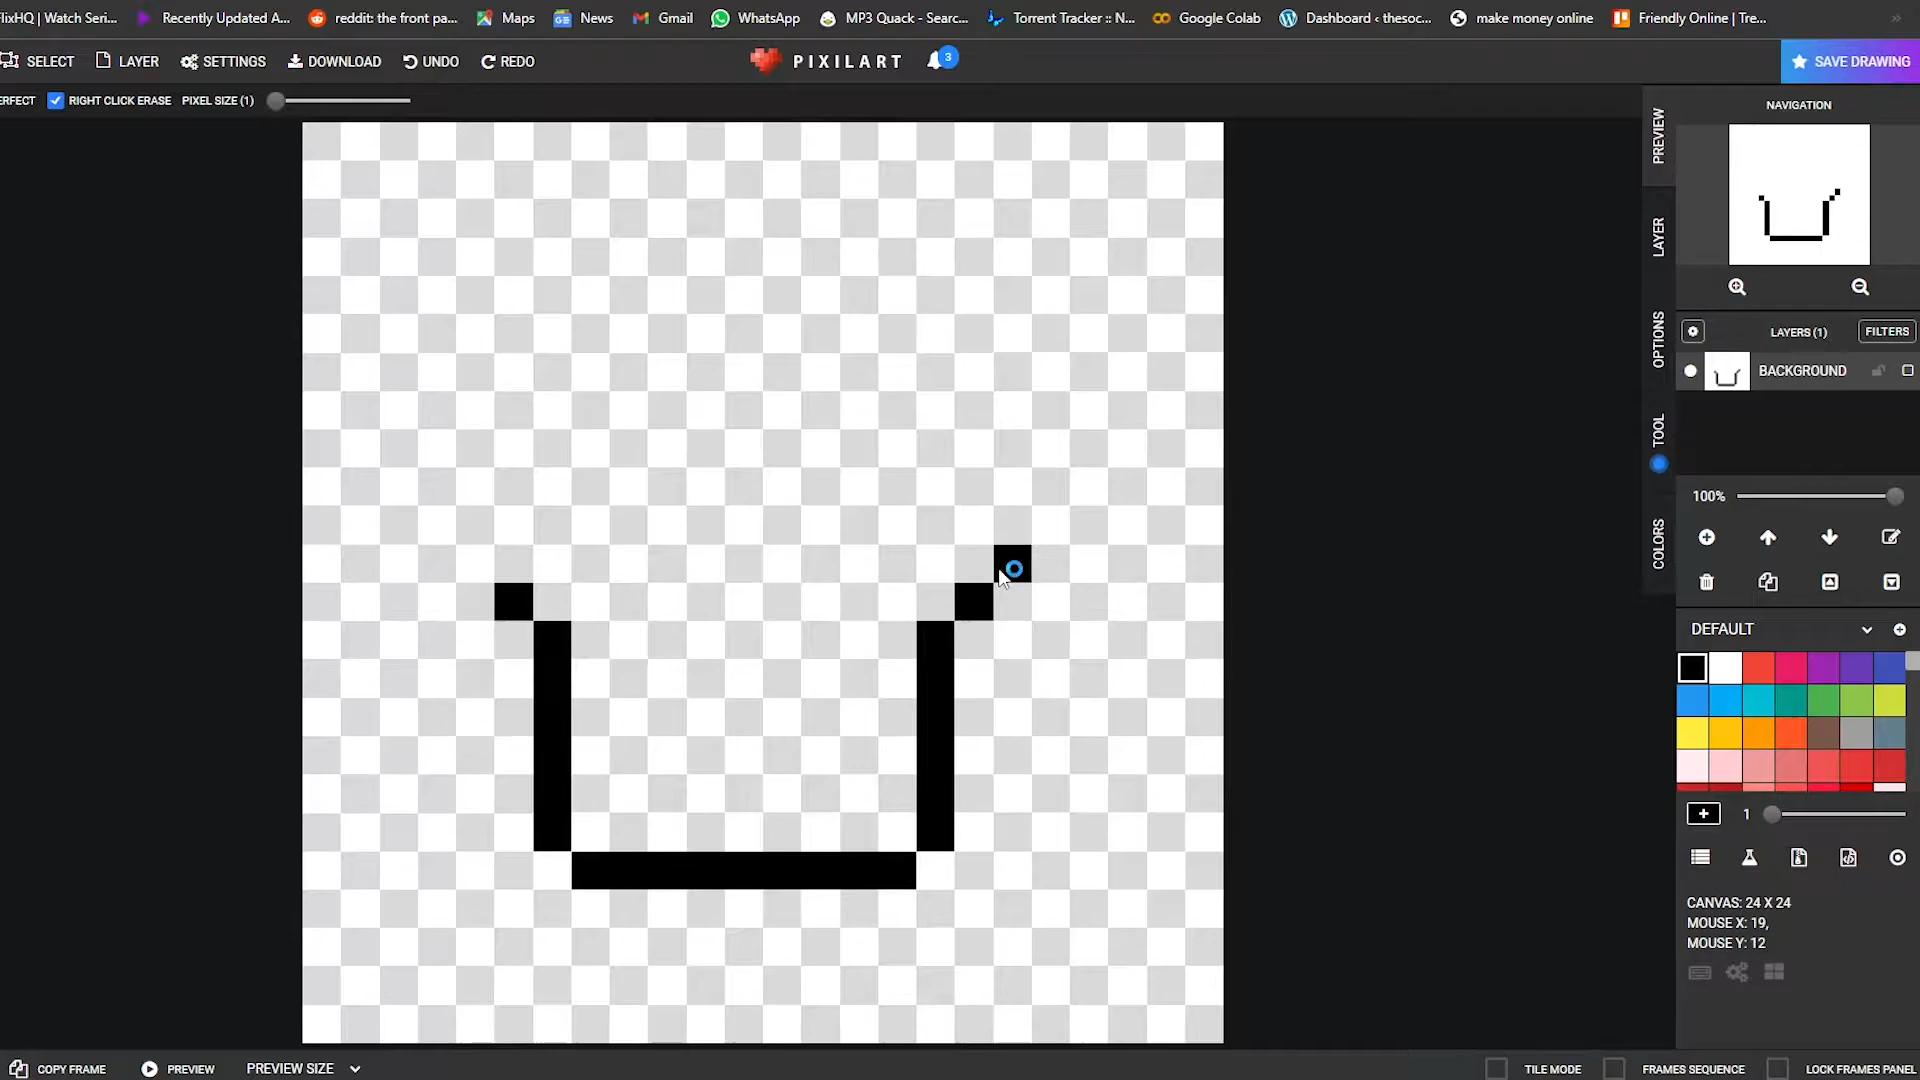 FlixHQ | Watch Seri... Recently Updated A... reddit: the front pa... Maps News Gmail WhatsApp MP3 Quack - Searc... Torrent Tracker :: N... Google Colab Dashboard ‹ thesoc... make money online Friendly Online | Tre... »
SELECT LAYER SETTINGS DOWNLOAD UNDO REDO PIXILART 3 SAVE DRAWING
ERFECT RIGHT CLICK ERASE PIXEL SIZE (1)
NAVIGATION
PREVIEW
LAYER
OPTIONS
TOOL
COLORS
LAYERS (1) FILTERS
BACKGROUND
100%
DEFAULT
1
CANVAS: 24 X 24
MOUSE X: 19,
MOUSE Y: 12
COPY FRAME PREVIEW PREVIEW SIZE TILE MODE FRAMES SEQUENCE LOCK FRAMES PANEL